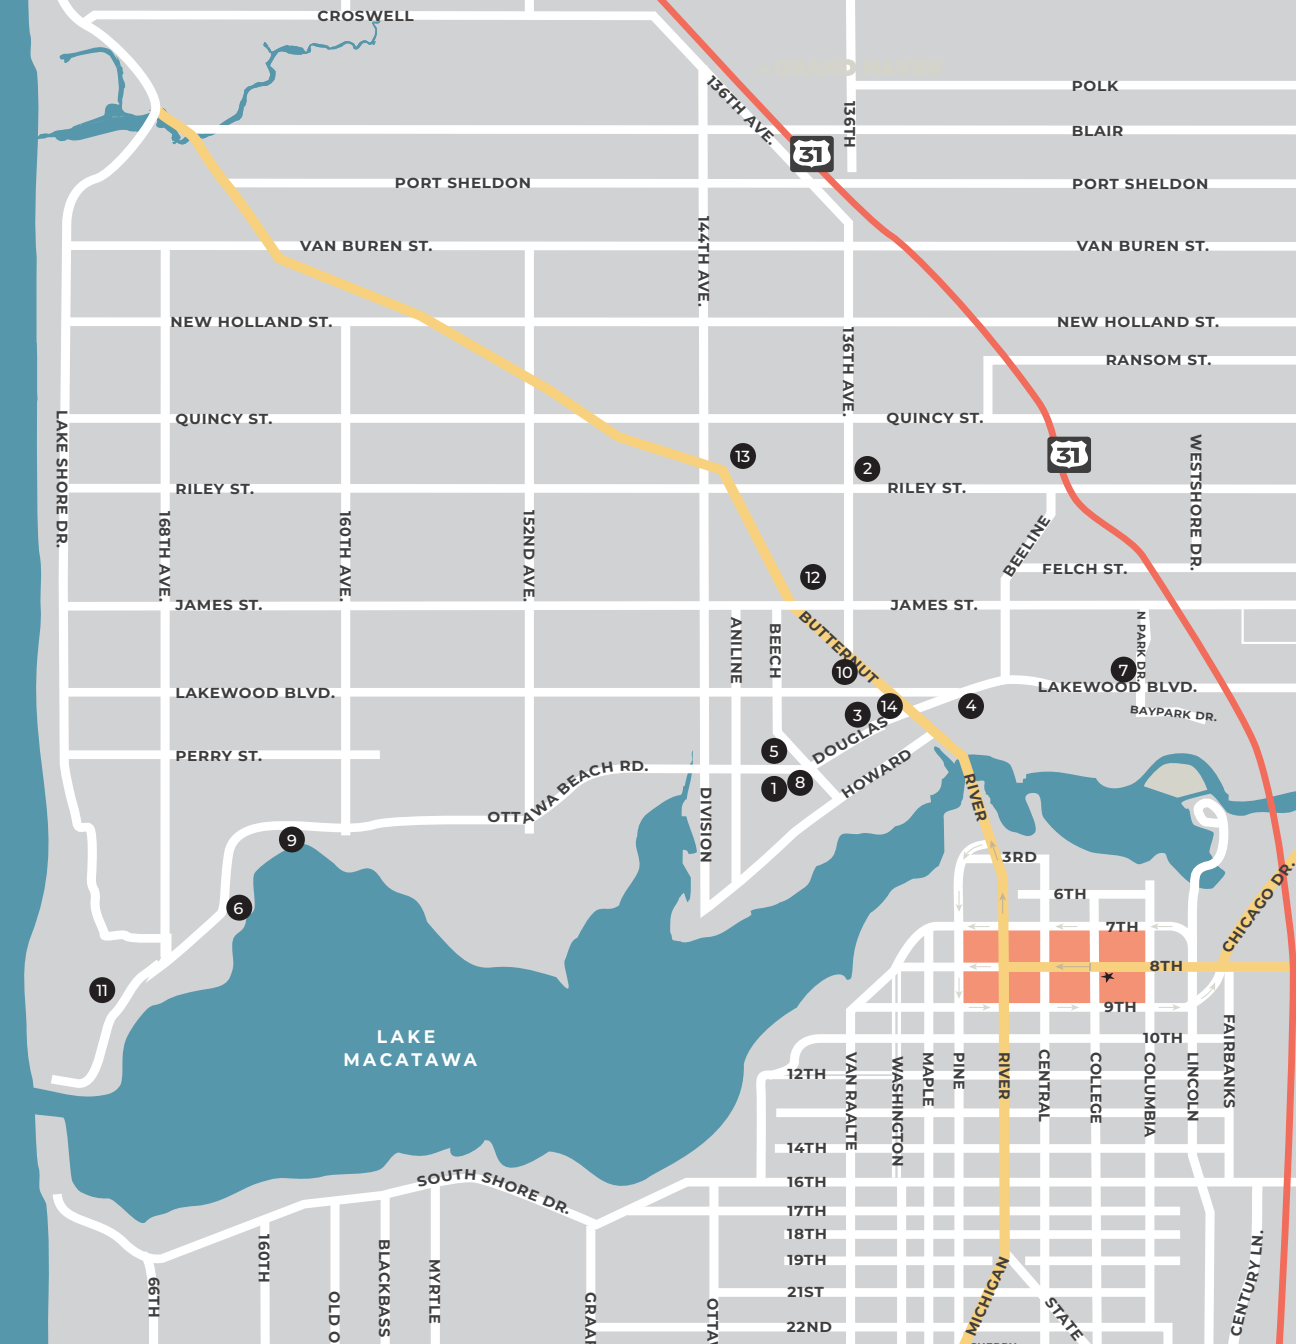 CROSWELL
POLK
136TH AVE.
136TH
BLAIR
31
PORT SHELDON
PORT SHELDON
VAN BUREN ST.
144TH AVE.
VAN BUREN ST.
NEW HOLLAND ST.
NEW HOLLAND ST.
136TH AVE.
RANSOM ST.
LAKE SHORE DR.
QUINCY ST.
QUINCY ST.
13
2
31
WESTSHORE DR.
RILEY ST.
RILEY ST.
168TH AVE.
160TH AVE.
152ND AVE.
BEELINE
FELCH ST.
12
JAMES ST.
JAMES ST.
ANILINE
BEECH
BUTTERNUT
N PARK DR.
10
7
LAKEWOOD BLVD.
LAKEWOOD BLVD.
3
14
4
BAYPARK DR.
DOUGLAS
PERRY ST.
5
OTTAWA BEACH RD.
1
8
HOWARD
RIVER
DIVISION
9
3RD
6TH
6
7TH
CHICAGO DR.
8TH
11
9TH
LAKE
MACATAWA
10TH
FAIRBANKS
12TH
VAN RAALTE
WASHINGTON
MAPLE
PINE
RIVER
CENTRAL
COLLEGE
COLUMBIA
LINCOLN
14TH
SOUTH SHORE DR.
16TH
17TH
18TH
160TH
BLACKBASS
MYRTLE
19TH
CENTURY LN.
66TH
OLD O
GRAAF
OTTAW
21ST
MICHIGAN
STATE
22ND